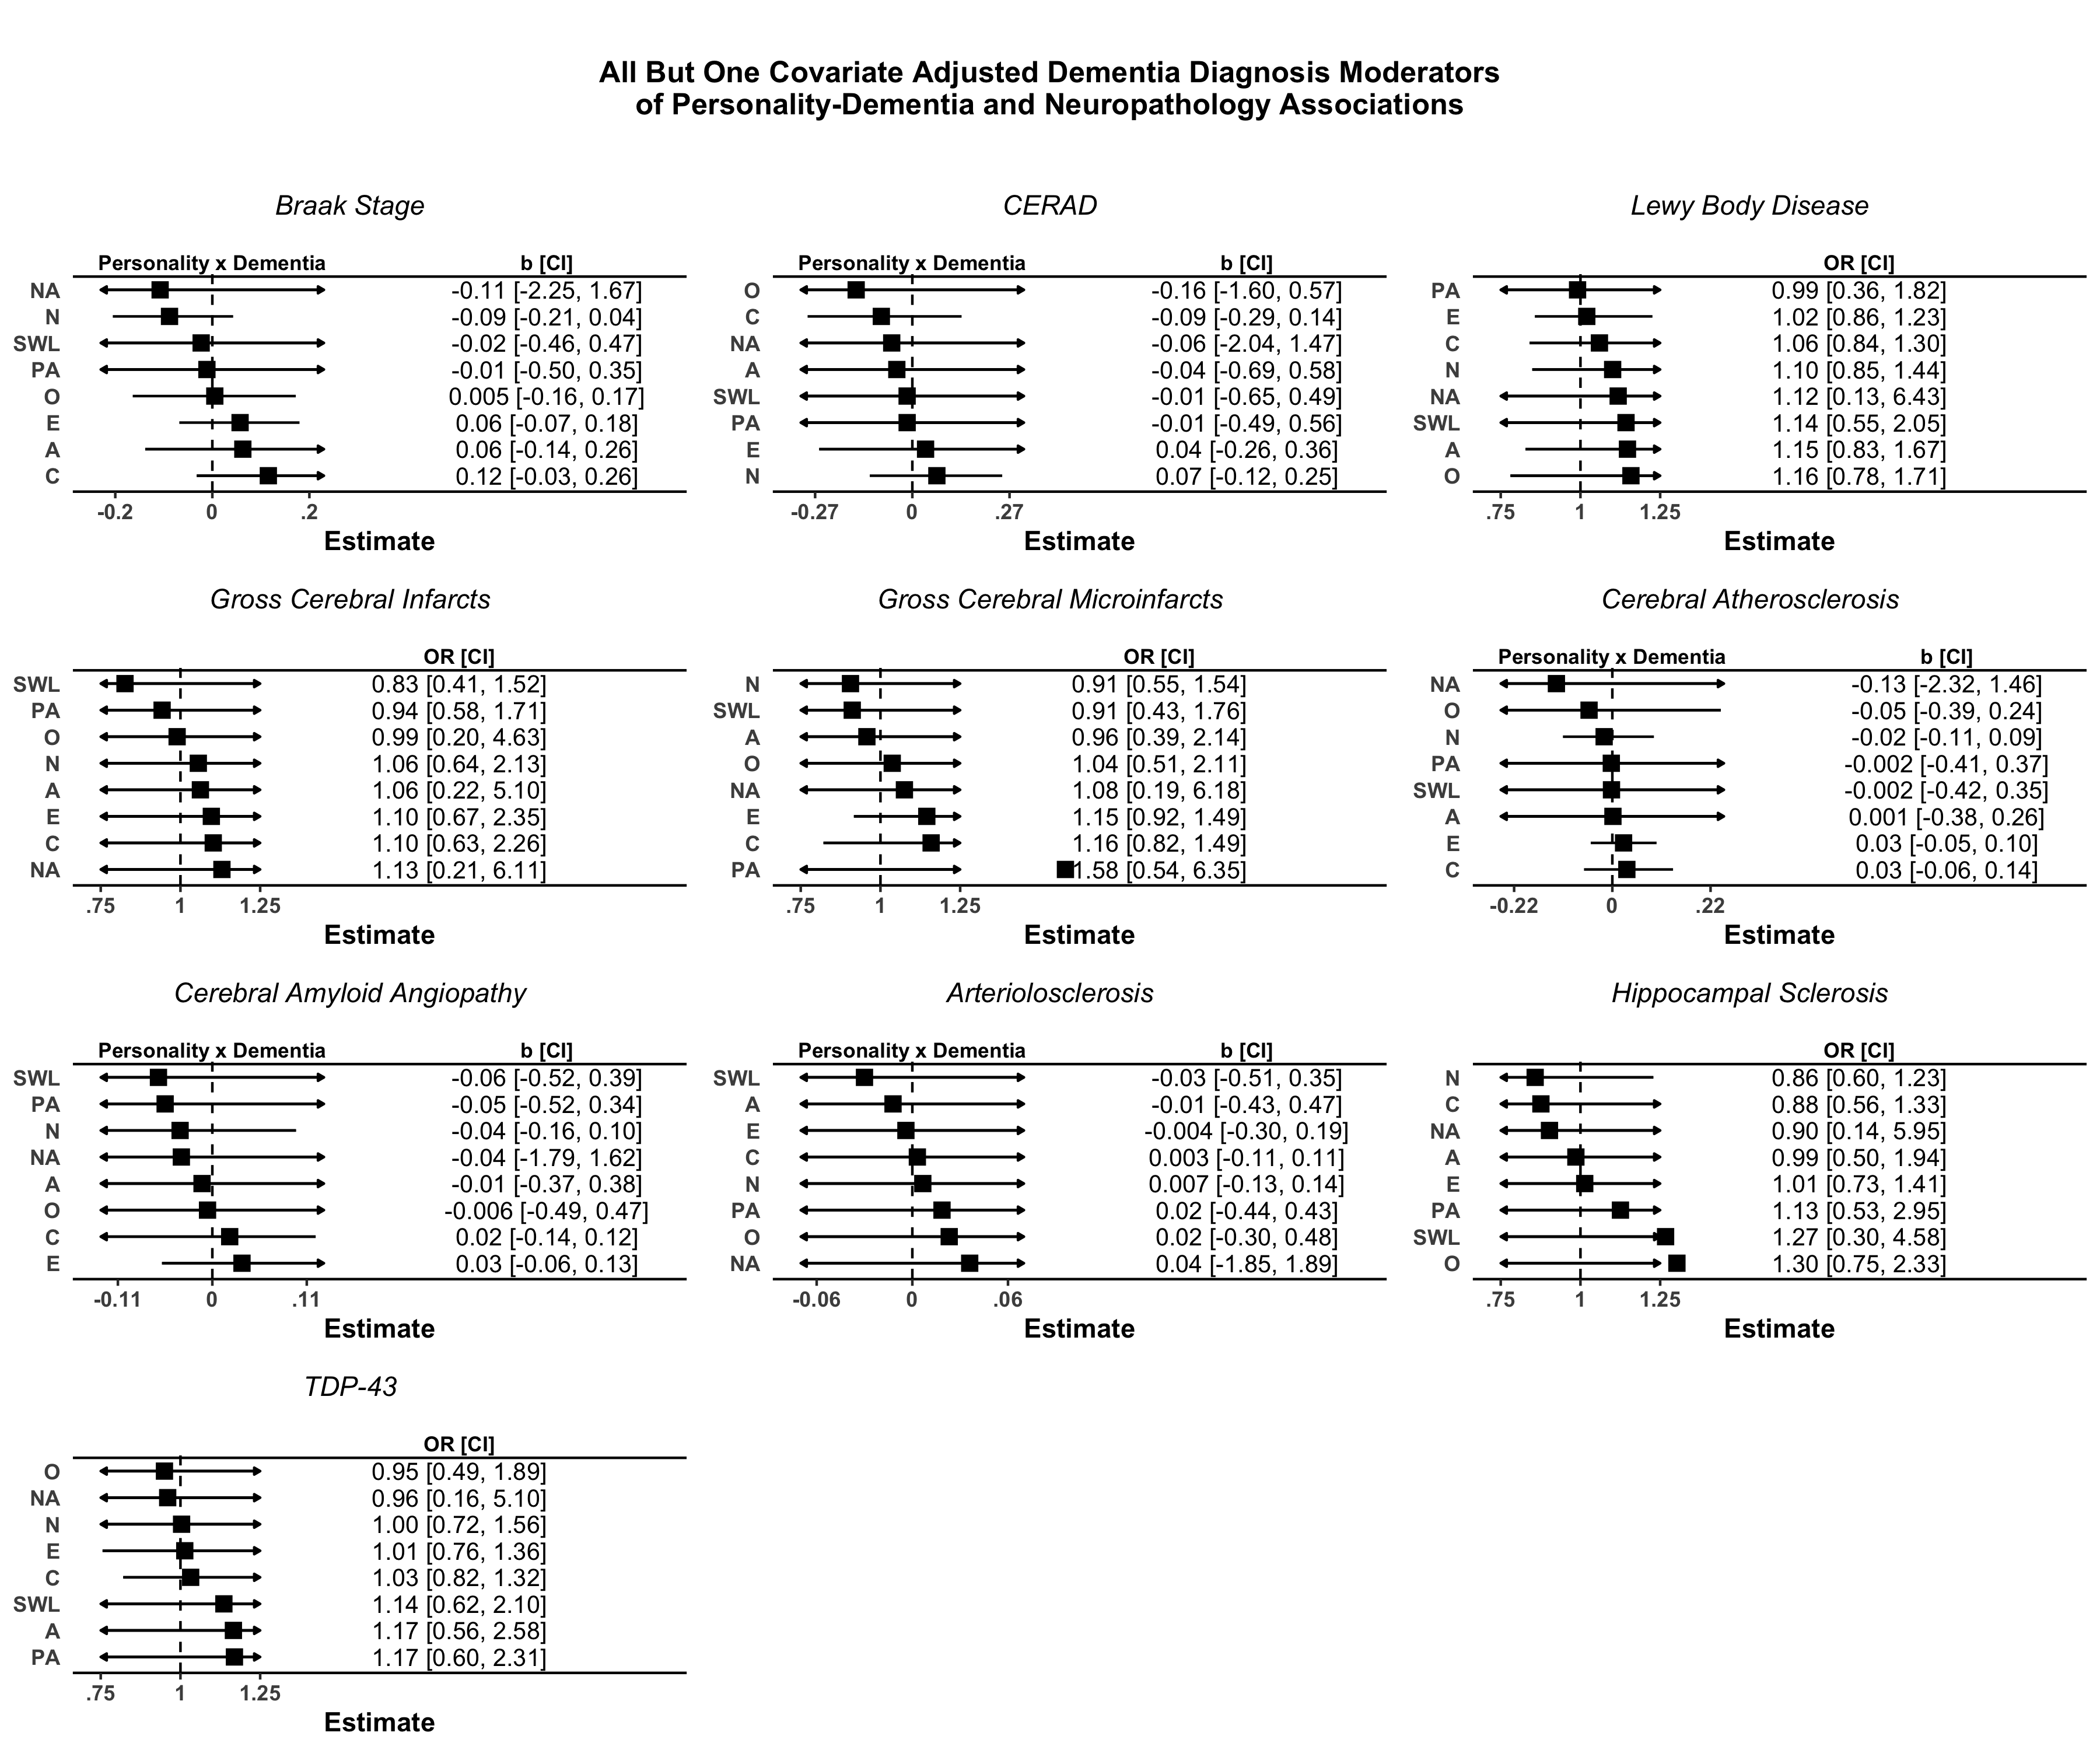 All But One Covariate Adjusted Dementia Diagnosis Moderators
of Personality-Dementia and Neuropathology Associations
Braak Stage
Personality x Dementia b [CI]
NA -0.11 [-2.25, 1.67]
N -0.09 [-0.21, 0.04]
SWL -0.02 [-0.46, 0.47]
PA -0.01 [-0.50, 0.35]
O 0.005 [-0.16, 0.17]
E 0.06 [-0.07, 0.18]
A 0.06 [-0.14, 0.26]
C 0.12 [-0.03, 0.26]
-0.2 0 .2
Estimate
CERAD
Personality x Dementia b [CI]
O -0.16 [-1.60, 0.57]
C -0.09 [-0.29, 0.14]
NA -0.06 [-2.04, 1.47]
A -0.04 [-0.69, 0.58]
SWL -0.01 [-0.65, 0.49]
PA -0.01 [-0.49, 0.56]
E 0.04 [-0.26, 0.36]
N 0.07 [-0.12, 0.25]
-0.27 0 .27
Estimate
Lewy Body Disease
OR [CI]
PA 0.99 [0.36, 1.82]
E 1.02 [0.86, 1.23]
C 1.06 [0.84, 1.30]
N 1.10 [0.85, 1.44]
NA 1.12 [0.13, 6.43]
SWL 1.14 [0.55, 2.05]
A 1.15 [0.83, 1.67]
O 1.16 [0.78, 1.71]
.75 1 1.25
Estimate
Gross Cerebral Infarcts
OR [CI]
SWL 0.83 [0.41, 1.52]
PA 0.94 [0.58, 1.71]
O 0.99 [0.20, 4.63]
N 1.06 [0.64, 2.13]
A 1.06 [0.22, 5.10]
E 1.10 [0.67, 2.35]
C 1.10 [0.63, 2.26]
NA 1.13 [0.21, 6.11]
.75 1 1.25
Estimate
Gross Cerebral Microinfarcts
OR [CI]
N 0.91 [0.55, 1.54]
SWL 0.91 [0.43, 1.76]
A 0.96 [0.39, 2.14]
O 1.04 [0.51, 2.11]
NA 1.08 [0.19, 6.18]
E 1.15 [0.92, 1.49]
C 1.16 [0.82, 1.49]
PA 1.58 [0.54, 6.35]
.75 1 1.25
Estimate
Cerebral Atherosclerosis
Personality x Dementia b [CI]
NA -0.13 [-2.32, 1.46]
O -0.05 [-0.39, 0.24]
N -0.02 [-0.11, 0.09]
PA -0.002 [-0.41, 0.37]
SWL -0.002 [-0.42, 0.35]
A 0.001 [-0.38, 0.26]
E 0.03 [-0.05, 0.10]
C 0.03 [-0.06, 0.14]
-0.22 0 .22
Estimate
Cerebral Amyloid Angiopathy
Personality x Dementia b [CI]
SWL -0.06 [-0.52, 0.39]
PA -0.05 [-0.52, 0.34]
N -0.04 [-0.16, 0.10]
NA -0.04 [-1.79, 1.62]
A -0.01 [-0.37, 0.38]
O -0.006 [-0.49, 0.47]
C 0.02 [-0.14, 0.12]
E 0.03 [-0.06, 0.13]
-0.11 0 .11
Estimate
Arteriolosclerosis
Personality x Dementia b [CI]
SWL -0.03 [-0.51, 0.35]
A -0.01 [-0.43, 0.47]
E -0.004 [-0.30, 0.19]
C 0.003 [-0.11, 0.11]
N 0.007 [-0.13, 0.14]
PA 0.02 [-0.44, 0.43]
O 0.02 [-0.30, 0.48]
NA 0.04 [-1.85, 1.89]
-0.06 0 .06
Estimate
Hippocampal Sclerosis
OR [CI]
N 0.86 [0.60, 1.23]
C 0.88 [0.56, 1.33]
NA 0.90 [0.14, 5.95]
A 0.99 [0.50, 1.94]
E 1.01 [0.73, 1.41]
PA 1.13 [0.53, 2.95]
SWL 1.27 [0.30, 4.58]
O 1.30 [0.75, 2.33]
.75 1 1.25
Estimate
TDP-43
OR [CI]
O 0.95 [0.49, 1.89]
NA 0.96 [0.16, 5.10]
N 1.00 [0.72, 1.56]
E 1.01 [0.76, 1.36]
C 1.03 [0.82, 1.32]
SWL 1.14 [0.62, 2.10]
A 1.17 [0.56, 2.58]
PA 1.17 [0.60, 2.31]
.75 1 1.25
Estimate